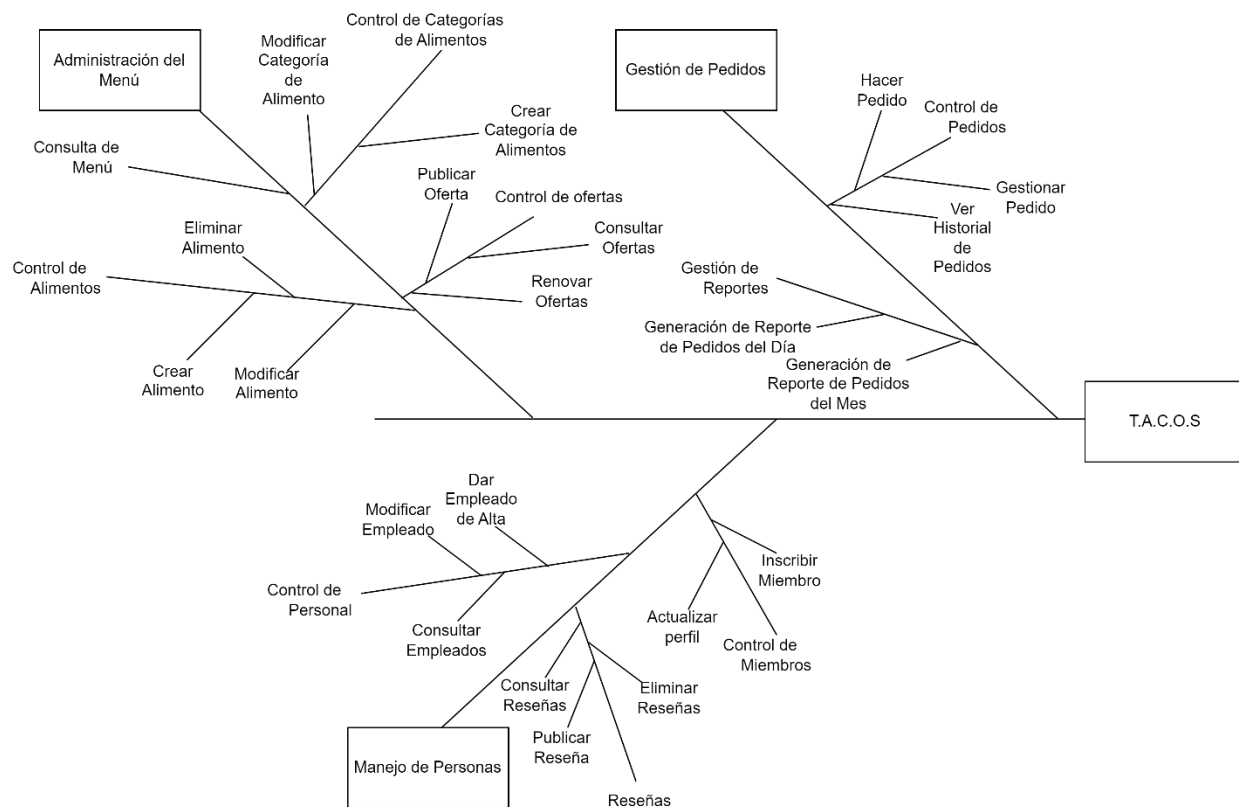 Administración del
Menú
Modificar
Categoría
de
Alimento
Control de Categorías
de Alimentos
Crear
Categoría de
Alimentos
Consulta de
Menú
Publicar
Oferta
Control de ofertas
Consultar
Ofertas
Renovar
Ofertas
Eliminar
Alimento
Control de
Alimentos
Crear
Alimento
Modificar
Alimento
Gestión de Pedidos
Hacer
Pedido
Control de
Pedidos
Gestionar
Pedido
Ver
Historial
de
Pedidos
Gestión de
Reportes
Generación de Reporte
de Pedidos del Día
Generación de
Reporte de Pedidos
del Mes
T.A.C.O.S
Dar
Empleado
de Alta
Modificar
Empleado
Control de
Personal
Consultar
Empleados
Inscribir
Miembro
Actualizar
perfil
Control de
Miembros
Consultar
Reseñas
Eliminar
Reseñas
Publicar
Reseña
Reseñas
Manejo de Personas